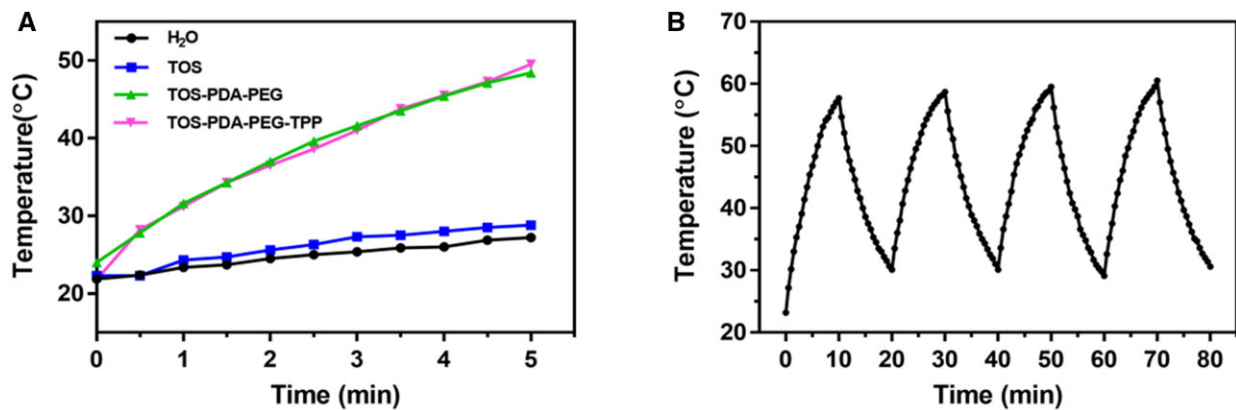 A
H₂O
TOS
TOS-PDA-PEG
TOS-PDA-PEG-TPP
Temperature(°C)
50
40
30
20
0
1
2
3
4
5
Time (min)
B
Temperature (°C)
70
60
50
40
30
20
0
10
20
30
40
50
60
70
80
Time (min)